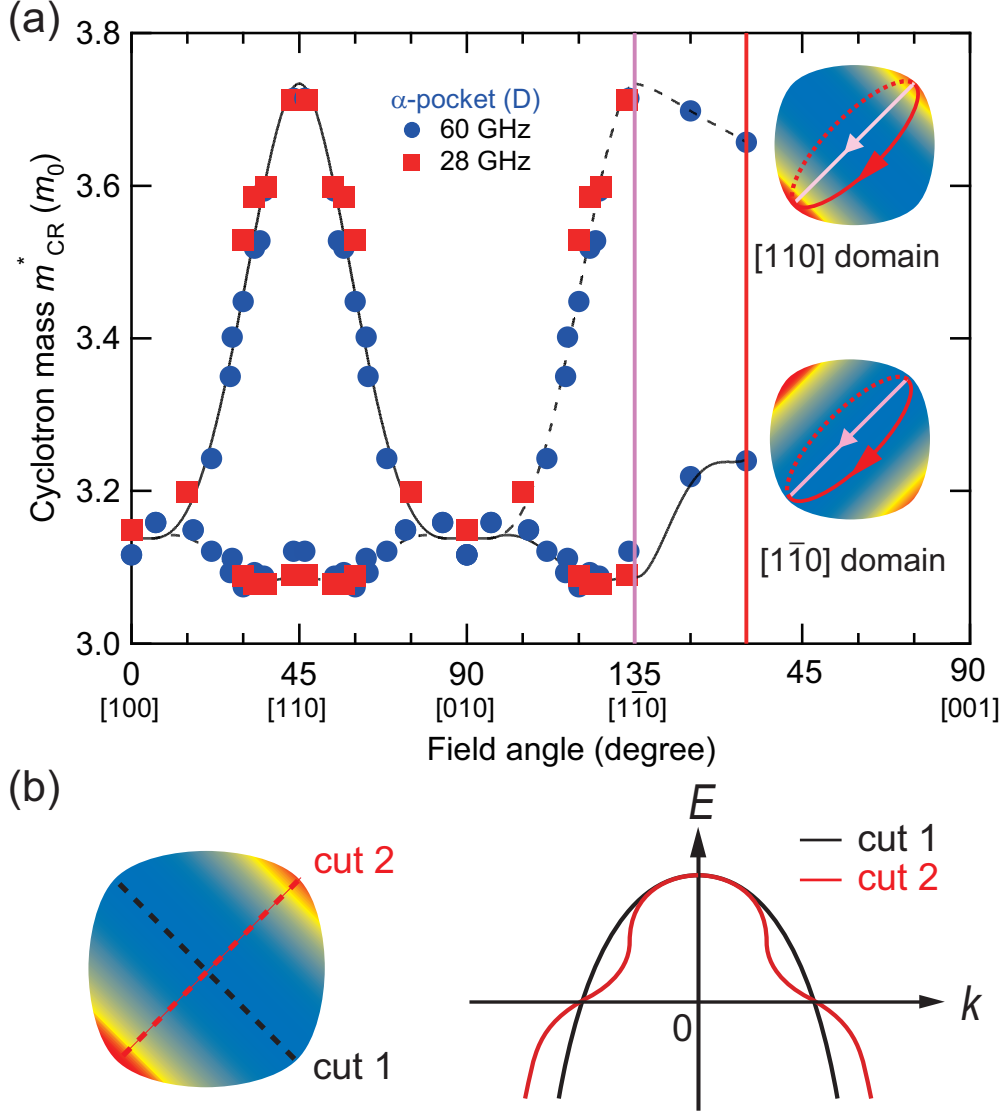 (a)
3.8
3.6
3.4
3.2
3.0
Cyclotron mass m*CR (m0)
α-pocket (D)
60 GHz
28 GHz
[110] domain
[11̅0] domain
0 45 90 135 45 90
[100] [110] [010] [11̅0] [001]
Field angle (degree)
(b)
cut 2
cut 1
E
cut 1
cut 2
0
k